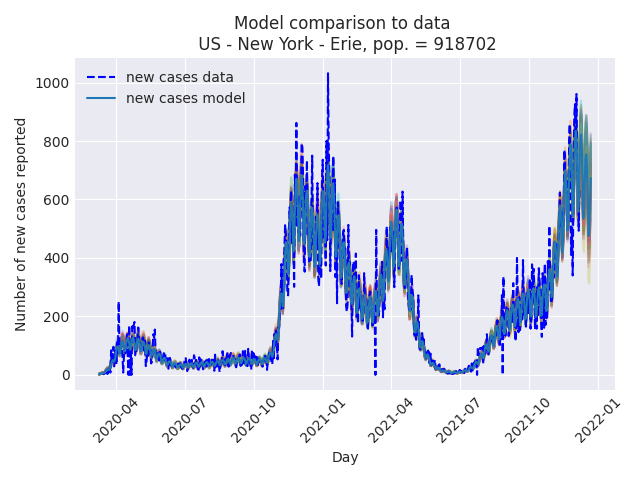 Model comparison to data
US - New York - Erie, pop. = 918702
new cases data
new cases model
Number of new cases reported
1000
800
600
400
200
0
2020-04
2020-07
2020-10
2021-01
2021-04
2021-07
2021-10
2022-01
Day